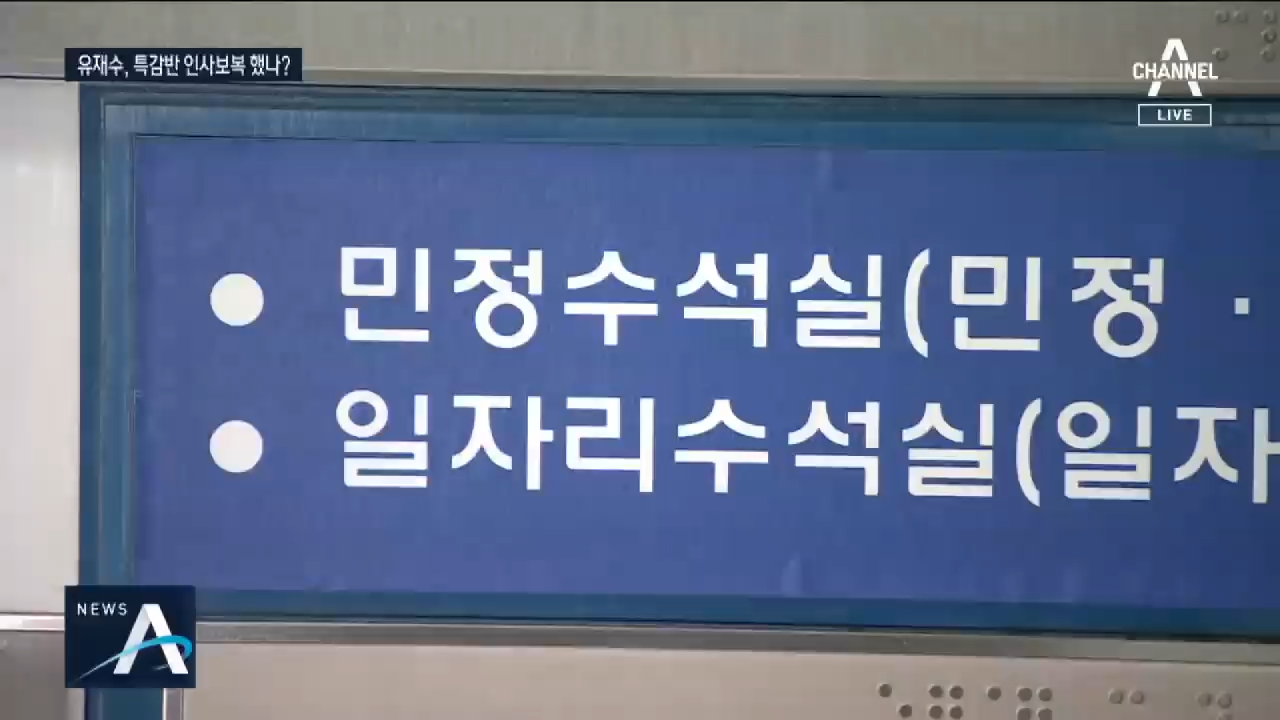 유재수, 특감반 인사보복 했나?
CHANNEL A
LIVE
● 민정수석실(민정 ·
● 일자리수석실(일자
NEWS A